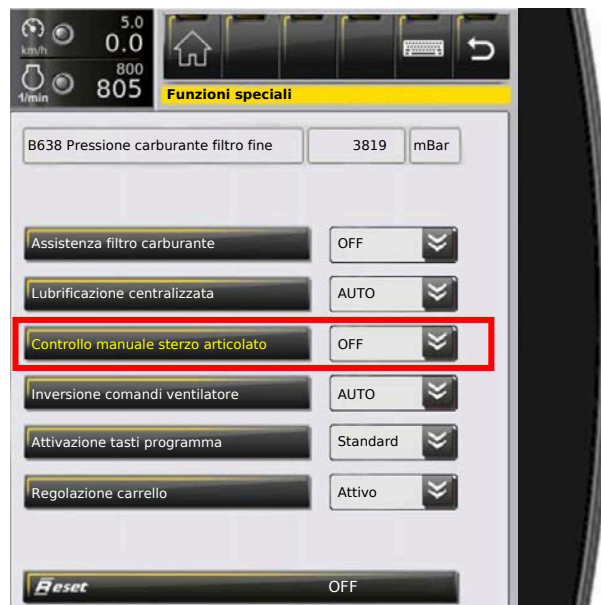 5.0
km/h 0.0
800
1/min 805
Funzioni speciali
B638 Pressione carburante filtro fine 3819 mBar
Assistenza filtro carburante OFF
Lubrificazione centralizzata AUTO
Controllo manuale sterzo articolato OFF
Inversione comandi ventilatore AUTO
Attivazione tasti programma Standard
Regolazione carrello Attivo
Reset OFF